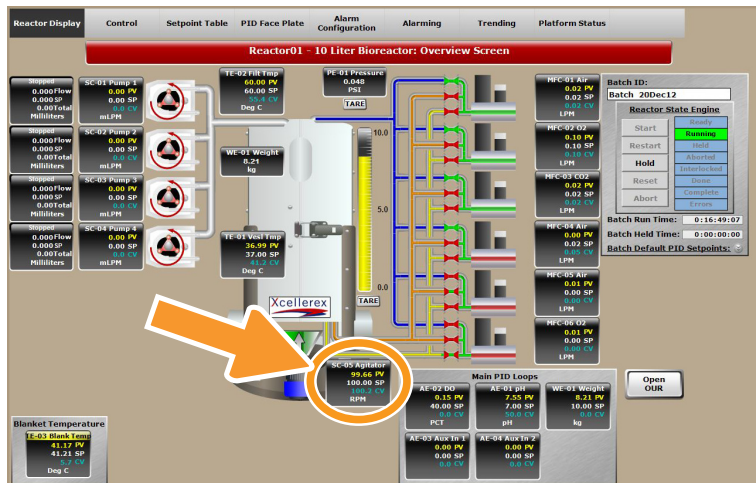 Reactor Display Control Setpoint Table PID Face Plate Alarm Configuration Alarming Trending Platform Status
Reactor01 - 10 Liter Bioreactor: Overview Screen
Stopped
0.000Flow
0.000 SP
0.00Total
Milliliters
SC-01 Pump 1
0.00 PV
0.00 SP
0.0 CV
mLPM
Stopped
0.000Flow
0.000 SP
0.00Total
Milliliters
SC-02 Pump 2
0.00 PV
0.00 SP
0.0 CV
mLPM
Stopped
0.000Flow
0.000 SP
0.00Total
Milliliters
SC-03 Pump 3
0.00 PV
0.00 SP
0.0 CV
mLPM
Stopped
0.000Flow
0.000 SP
0.00Total
Milliliters
SC-04 Pump 4
0.00 PV
0.00 SP
0.0 CV
mLPM
TE-02 Filt Tmp
60.00 PV
60.00 SP
55.4 CV
Deg C
PE-01 Pressure
0.048
PSI
TARE
WE-01 Weight
8.21
kg
10.0
5.0
0.0
TARE
TE-01 Vesl Tmp
36.99 PV
37.00 SP
41.2 CV
Deg C
Xcellerex
SC-05 Agitator
99.66 PV
100.00 SP
100.2 CV
RPM
MFC-01 Air
0.02 PV
0.02 SP
0.02 CV
LPM
MFC-02 O2
0.10 PV
0.10 SP
0.10 CV
LPM
MFC-03 CO2
0.02 PV
0.02 SP
0.02 CV
LPM
MFC-04 Air
0.00 PV
0.02 SP
0.05 CV
LPM
MFC-05 Air
0.01 PV
0.00 SP
0.00 CV
LPM
MFC-06 O2
0.01 PV
0.00 SP
0.00 CV
LPM
Batch ID:
Batch 20Dec12
Reactor State Engine
Start
Restart
Hold
Reset
Abort
Ready
Running
Held
Aborted
Interlocked
Done
Complete
Errors
Batch Run Time: 0:16:49:07
Batch Held Time: 0:00:00:00
Batch Default PID Setpoints:
Main PID Loops
AE-02 DO
0.15 PV
40.00 SP
0.0 CV
PCT
AE-01 pH
7.55 PV
7.00 SP
50.0 CV
pH
WE-01 Weight
8.21 PV
10.00 SP
0.0 CV
kg
AE-03 Aux In 1
0.00 PV
0.00 SP
0.0 CV
AE-04 Aux In 2
0.00 PV
0.00 SP
0.0 CV
Open
OUR
Blanket Temperature
TE-03 Blank Temp
41.17 PV
41.21 SP
5.7 CV
Deg C